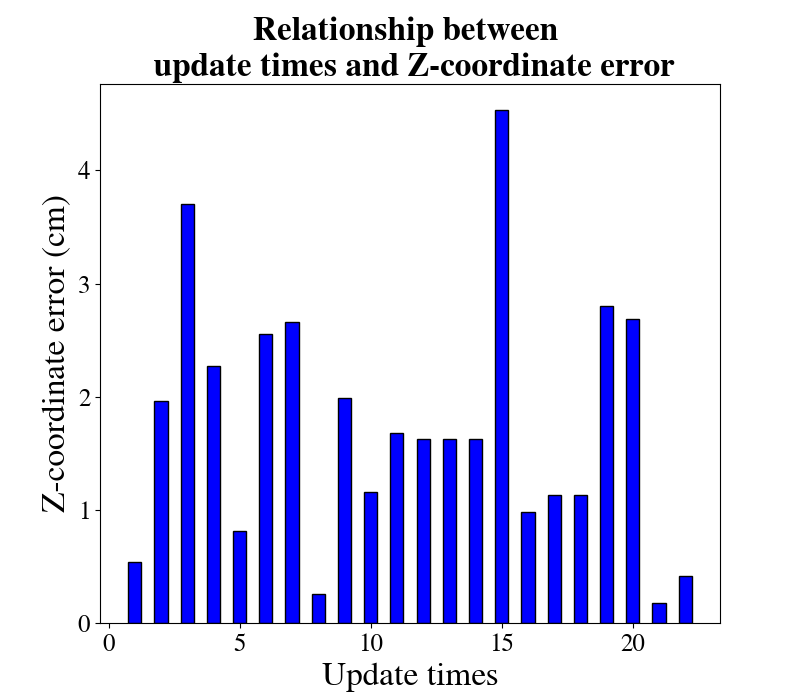 Relationship between
update times and Z-coordinate error
Z-coordinate error (cm)
4
3
2
1
0
0 5 10 15 20
Update times